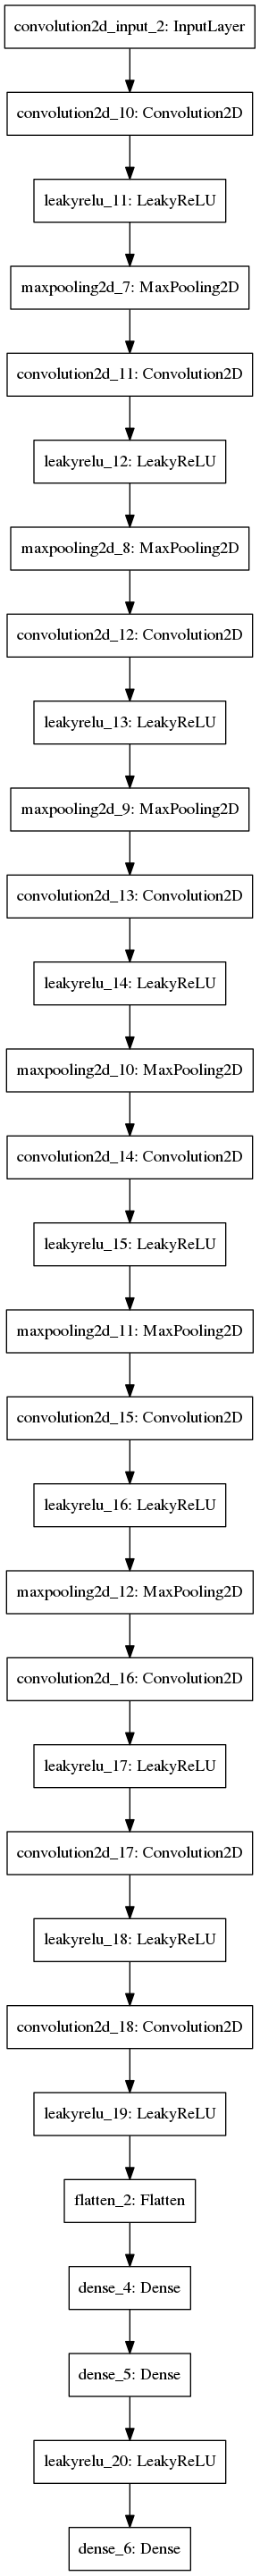 convolution2d_input_2: InputLayer
convolution2d_10: Convolution2D
leakyrelu_11: LeakyReLU
maxpooling2d_7: MaxPooling2D
convolution2d_11: Convolution2D
leakyrelu_12: LeakyReLU
maxpooling2d_8: MaxPooling2D
convolution2d_12: Convolution2D
leakyrelu_13: LeakyReLU
maxpooling2d_9: MaxPooling2D
convolution2d_13: Convolution2D
leakyrelu_14: LeakyReLU
maxpooling2d_10: MaxPooling2D
convolution2d_14: Convolution2D
leakyrelu_15: LeakyReLU
maxpooling2d_11: MaxPooling2D
convolution2d_15: Convolution2D
leakyrelu_16: LeakyReLU
maxpooling2d_12: MaxPooling2D
convolution2d_16: Convolution2D
leakyrelu_17: LeakyReLU
convolution2d_17: Convolution2D
leakyrelu_18: LeakyReLU
convolution2d_18: Convolution2D
leakyrelu_19: LeakyReLU
flatten_2: Flatten
dense_4: Dense
dense_5: Dense
leakyrelu_20: LeakyReLU
dense_6: Dense